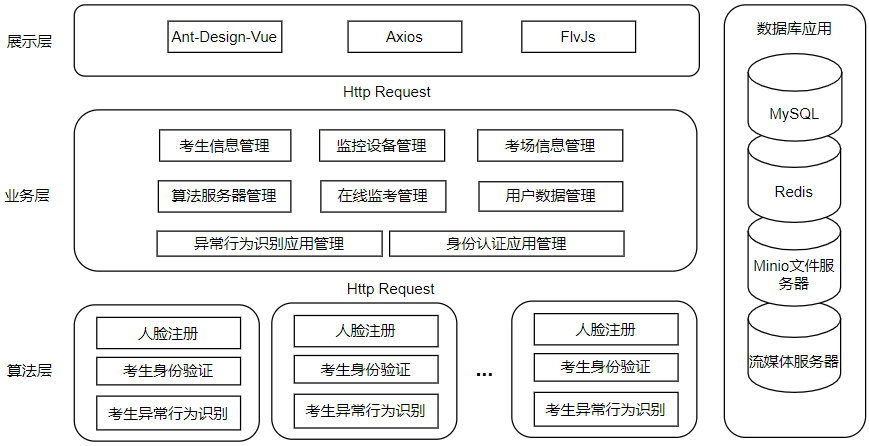 展示层
Ant-Design-Vue
Axios
FlvJs
Http Request
业务层
考生信息管理
监控设备管理
考场信息管理
算法服务器管理
在线监考管理
用户数据管理
异常行为识别应用管理
身份认证应用管理
Http Request
算法层
人脸注册
考生身份验证
考生异常行为识别
人脸注册
考生身份验证
考生异常行为识别
...
人脸注册
考生身份验证
考生异常行为识别
数据库应用
MySQL
Redis
Minio文件服
务器
流媒体服务器